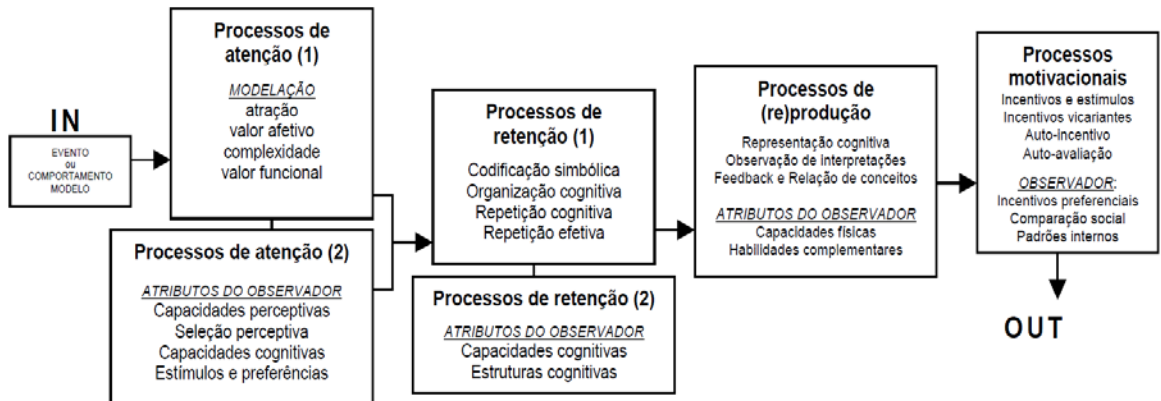 IN
EVENTO
ou
COMPORTAMENTO
MODELO
Processos de
atenção (1)
MODELAÇÃO
atração
valor afetivo
complexidade
valor funcional
Processos de atenção (2)
ATRIBUTOS DO OBSERVADOR
Capacidades perceptivas
Seleção perceptiva
Capacidades cognitivas
Estímulos e preferências
Processos de
retenção (1)
Codificação simbólica
Organização cognitiva
Repetição cognitiva
Repetição efetiva
Processos de retenção (2)
ATRIBUTOS DO OBSERVADOR
Capacidades cognitivas
Estruturas cognitivas
Processos de
(re)produção
Representação cognitiva
Observação de interpretações
Feedback e Relação de conceitos
ATRIBUTOS DO OBSERVADOR
Capacidades físicas
Habilidades complementares
Processos
motivacionais
Incentivos e estímulos
Incentivos vicariantes
Auto-incentivo
Auto-avaliação
OBSERVADOR:
Incentivos preferenciais
Comparação social
Padrões internos
OUT